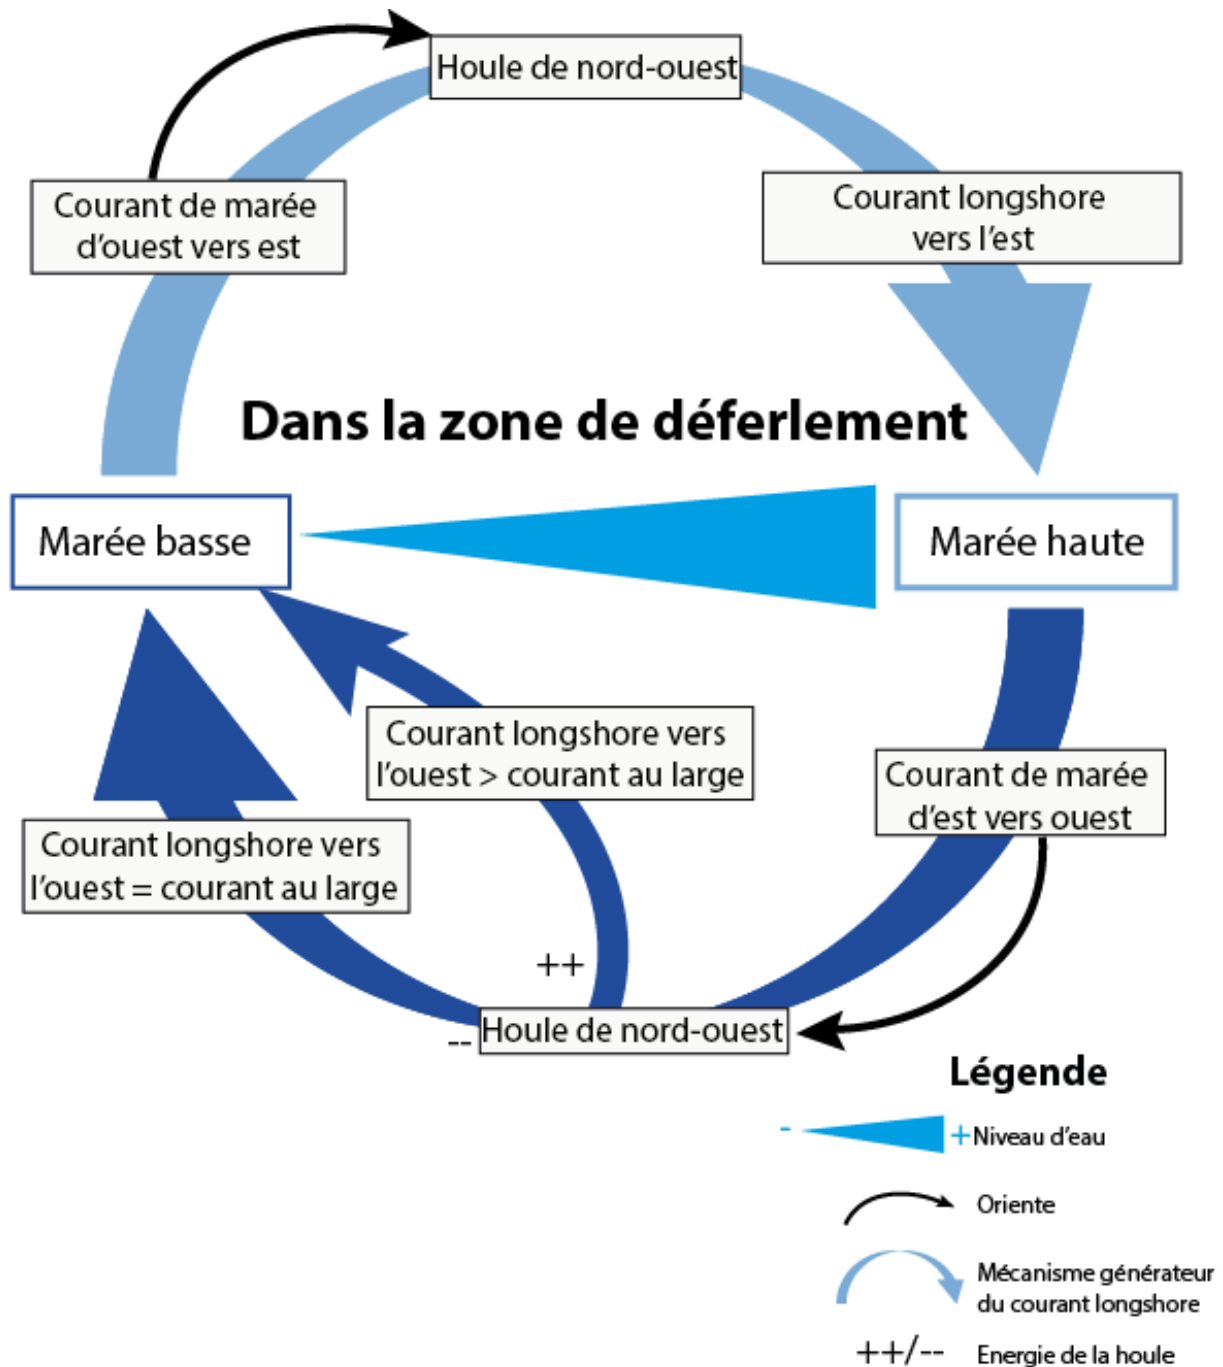 Houle de nord-ouest
Courant de marée
d'ouest vers est
Courant longshore
vers l'est
Dans la zone de déferlement
Marée basse
Marée haute
Courant longshore vers
l'ouest > courant au large
Courant de marée
d'est vers ouest
Courant longshore vers
l'ouest = courant au large
++
Houle de nord-ouest
--
Légende
- + Niveau d'eau
Oriente
Mécanisme générateur
du courant longshore
++/-- Energie de la houle